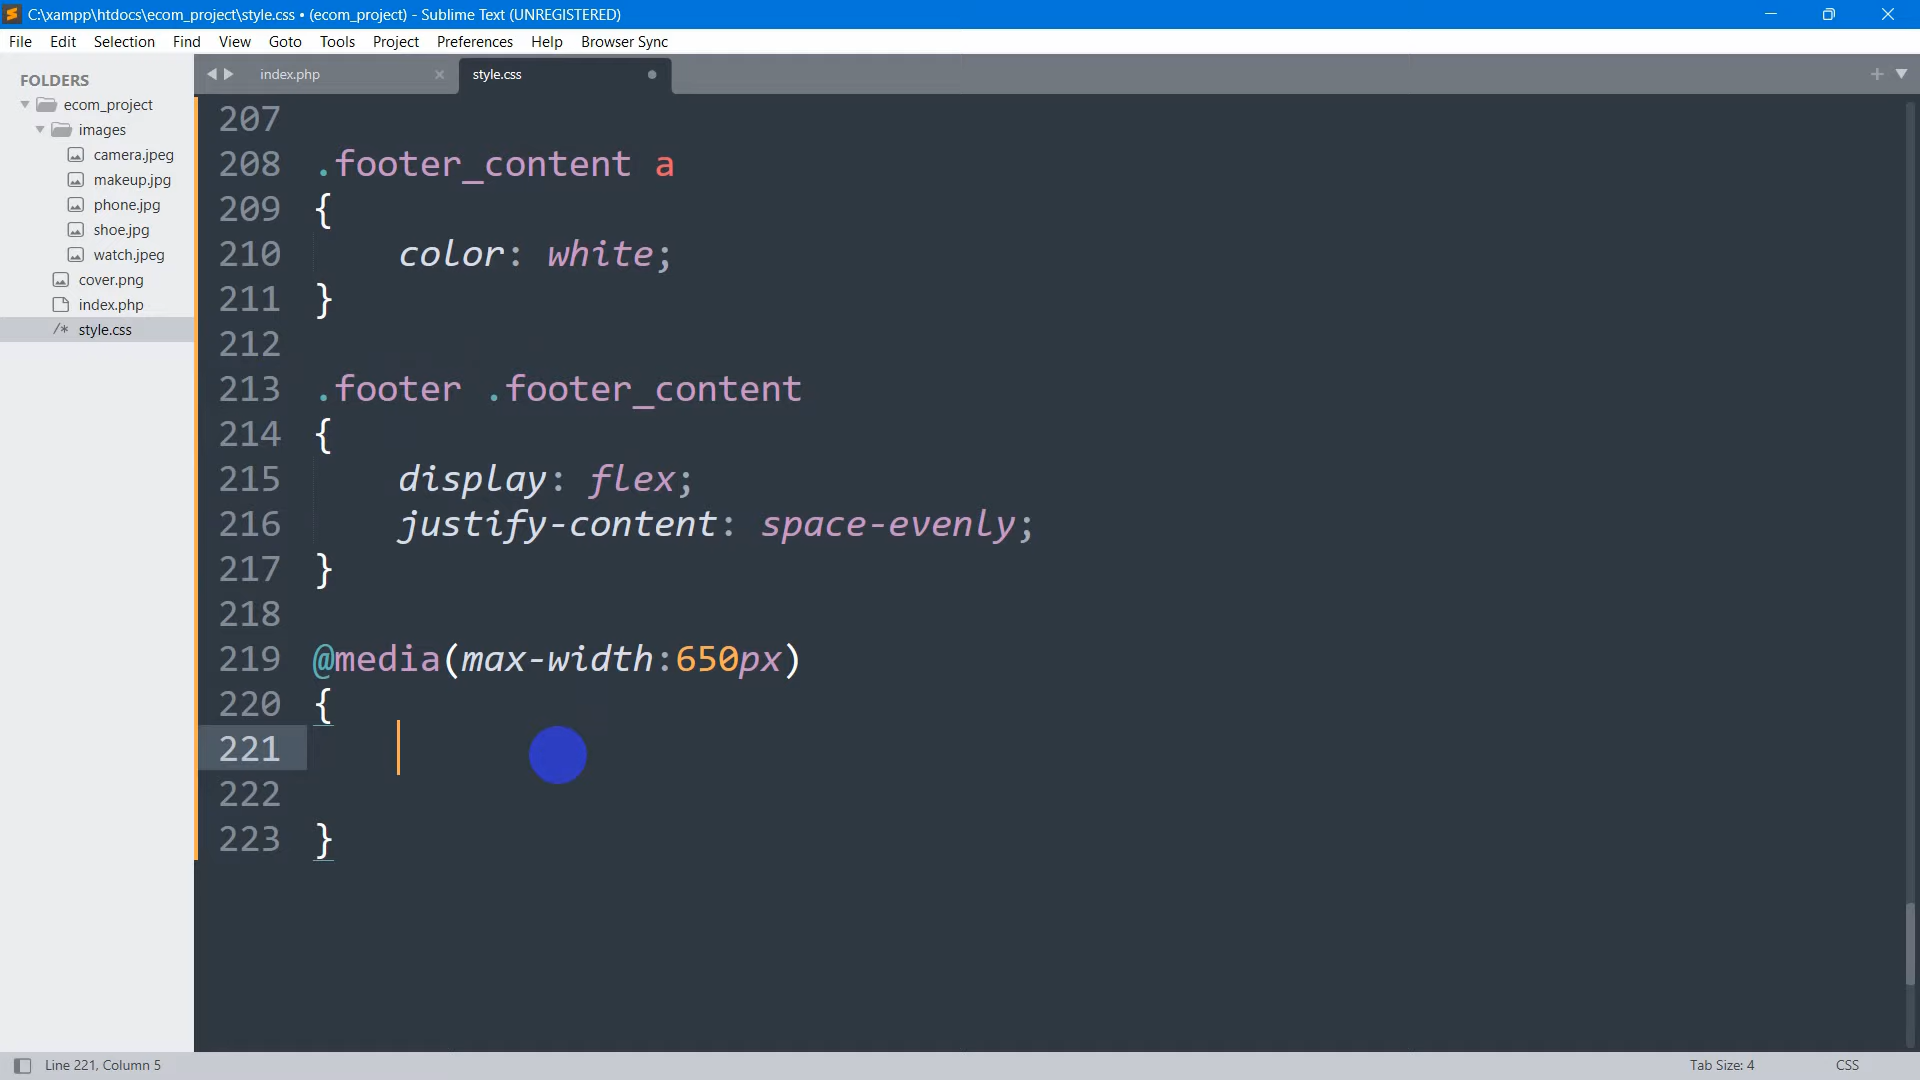 C:\xampp\htdocs\ecom_project\style.css • (ecom_project) - Sublime Text (UNREGISTERED)
File Edit Selection Find View Goto Tools Project Preferences Help Browser Sync
FOLDERS
ecom_project
images
camera.jpeg
makeup.jpg
phone.jpg
shoe.jpg
watch.jpeg
cover.png
index.php
/* style.css
index.php
style.css
207
208 .footer_content a
209 {
210 color: white;
211 }
212
213 .footer .footer_content
214 {
215 display: flex;
216 justify-content: space-evenly;
217 }
218
219 @media(max-width:650px)
220 {
221
222
223 }
Line 221, Column 5
Tab Size: 4
CSS